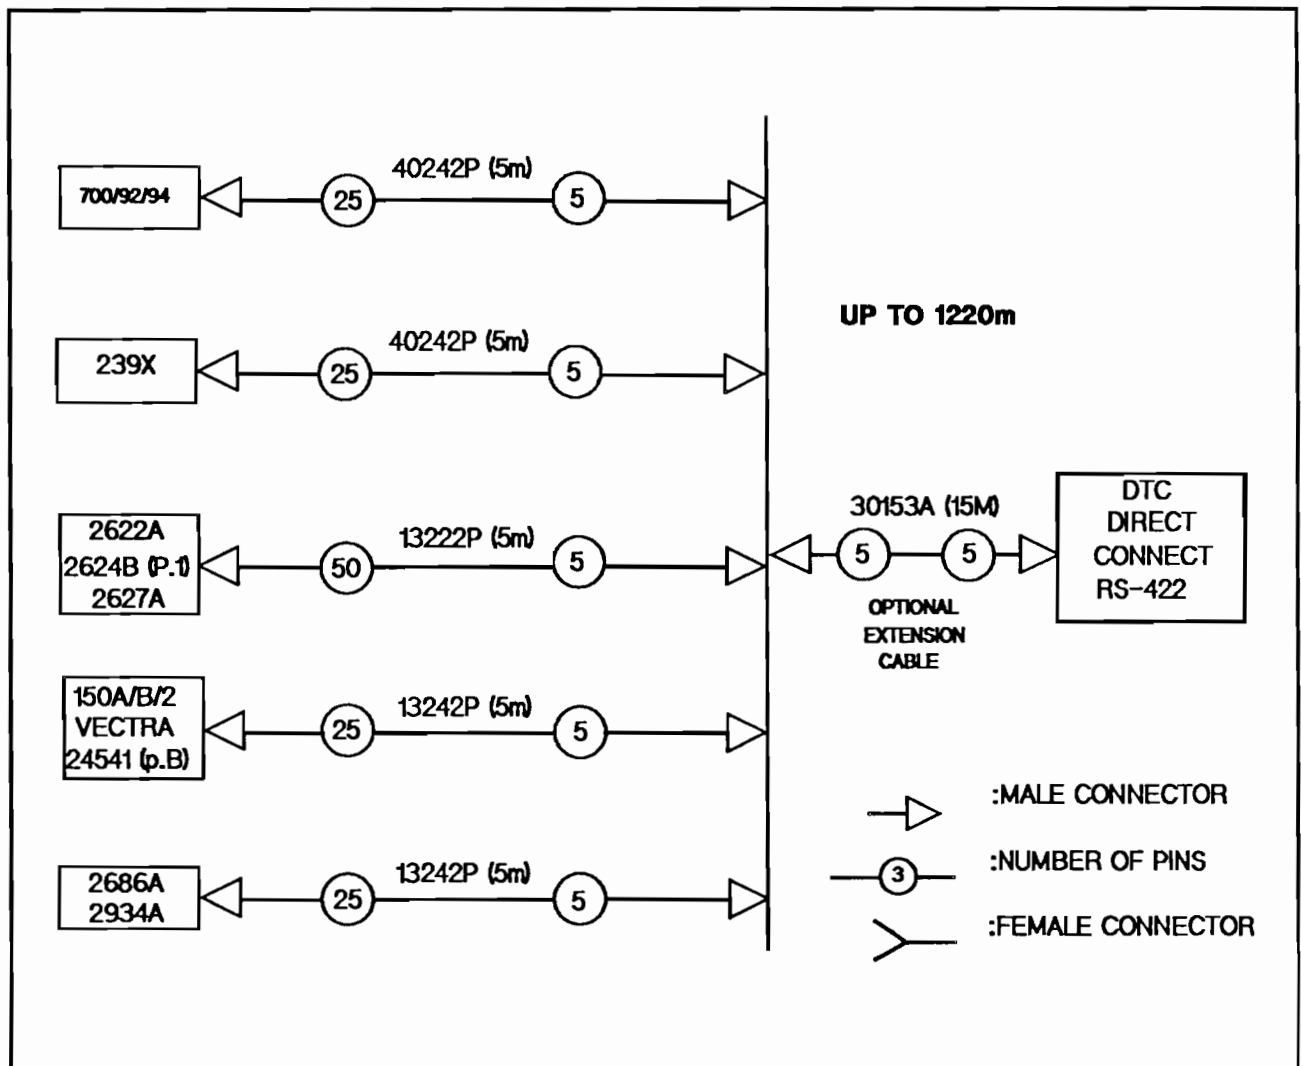 40242P (5m)
700/92/94
25
5
UP TO 1220m
40242P (5m)
239X
25
5
2622A
2624B (P.1)
2627A
13222P (5m)
50
5
30153A (15M)
5
5
OPTIONAL
EXTENSION
CABLE
DTC
DIRECT
CONNECT
RS-422
150A/B/2
VECTRA
24541 (p.B)
13242P (5m)
25
5
:MALE CONNECTOR
2686A
2934A
13242P (5m)
25
5
3
:NUMBER OF PINS
:FEMALE CONNECTOR